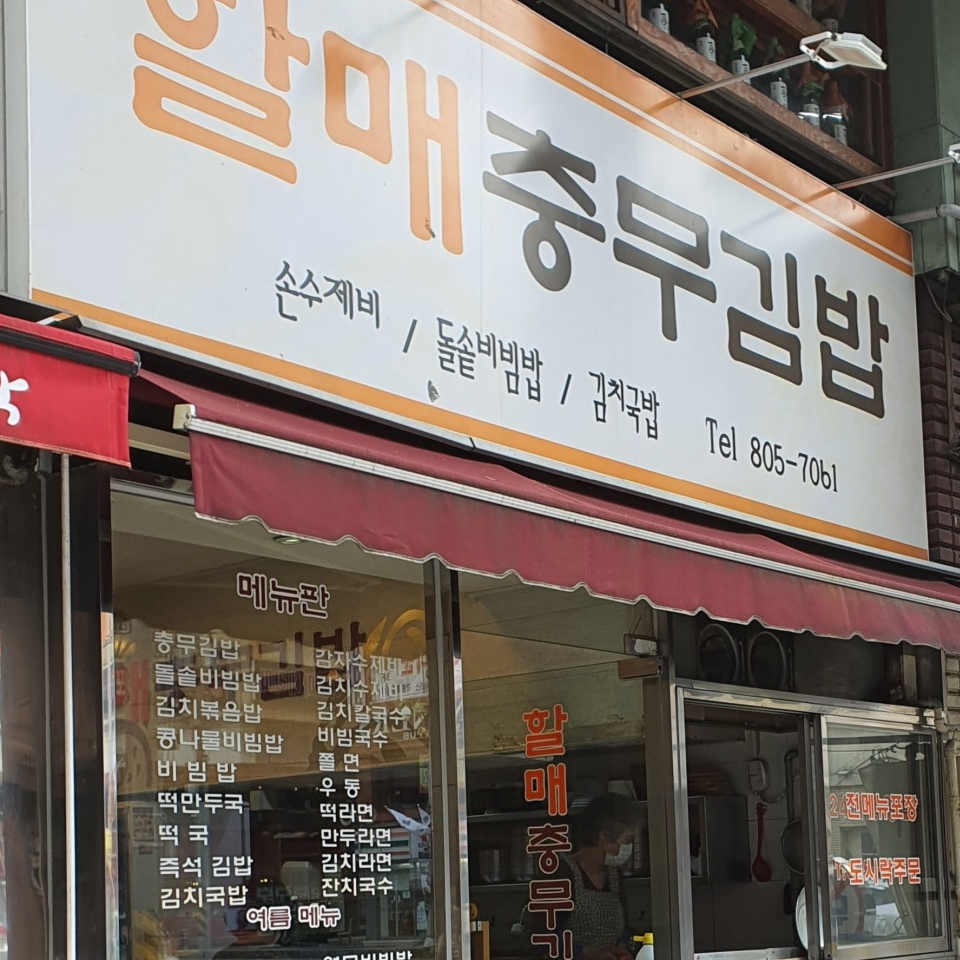 할매충무김밥
손수제비 / 돌솥비빔밥 / 김치국밥 Tel 805-7061
메뉴판
충무김밥
돌솥비빔밥
김치볶음밥
콩나물비빔밥
비빔밥
떡만두국
떡국
즉석 김밥
김치국밥
감자수제비
김치수제비
김치칼국수
비빔국수
쫄면
우동
떡라면
만두라면
김치라면
잔치국수
여름 메뉴
할매충무기
전메뉴포장
도시락주문